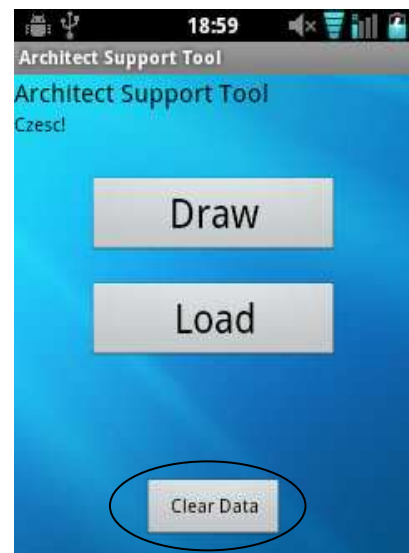 18:59
Architect Support Tool
Architect Support Tool
Czesc!
Draw
Load
Clear Data